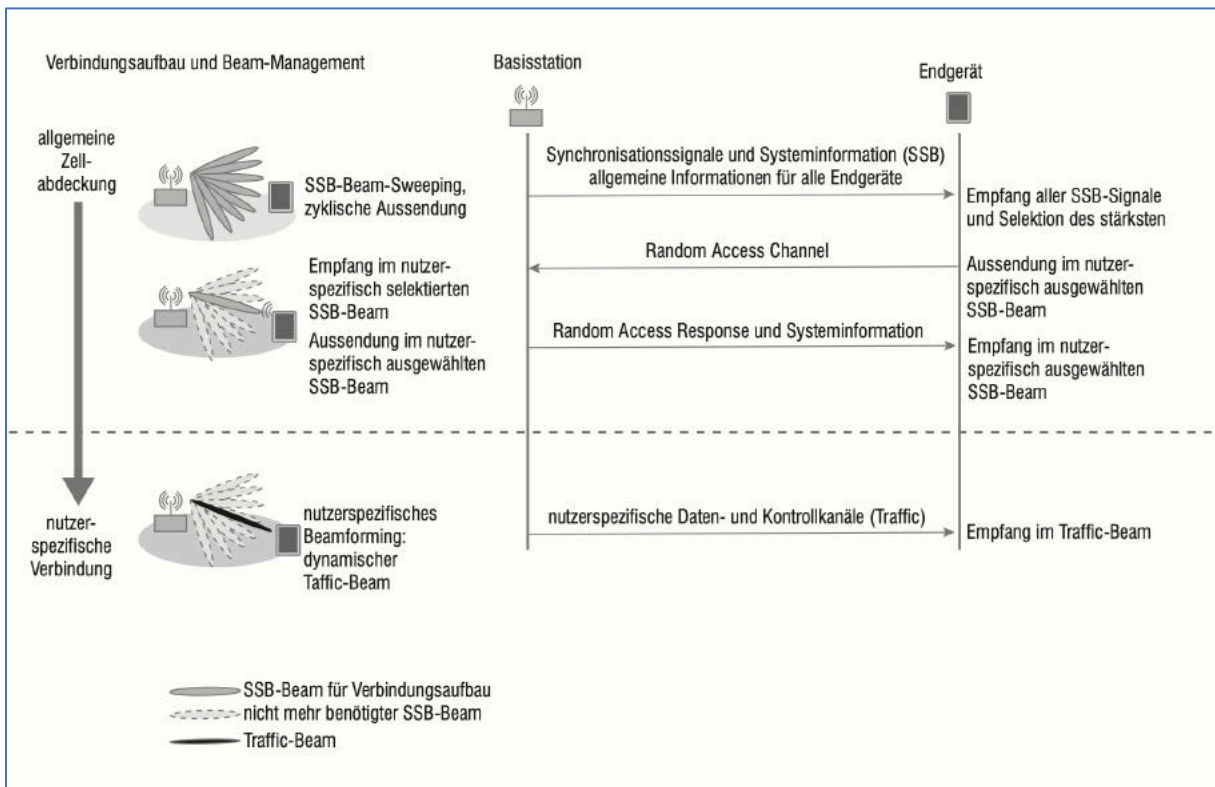 Verbindungsaufbau und Beam-Management
Basisstation
Endgerät
allgemeine
Zell-
abdeckung
SSB-Beam-Sweeping,
zyklische Aussendung
Synchronisationssignale und Systeminformation (SSB)
allgemeine Informationen für alle Endgeräte
Empfang aller SSB-Signale
und Selektion des stärksten
Empfang im nutzer-
spezifisch selektierten
SSB-Beam
Aussendung im nutzer-
spezifisch ausgewählten
SSB-Beam
Random Access Channel
Aussendung im nutzer-
spezifisch ausgewählten
SSB-Beam
Random Access Response und Systeminformation
Empfang im nutzer-
spezifisch ausgewählten
SSB-Beam
nutzer-
spezifische
Verbindung
nutzerspezifisches
Beamforming:
dynamischer
Taffic-Beam
nutzerspezifische Daten- und Kontrollkanäle (Traffic)
Empfang im Traffic-Beam
SSB-Beam für Verbindungsaufbau
nicht mehr benötigter SSB-Beam
Traffic-Beam